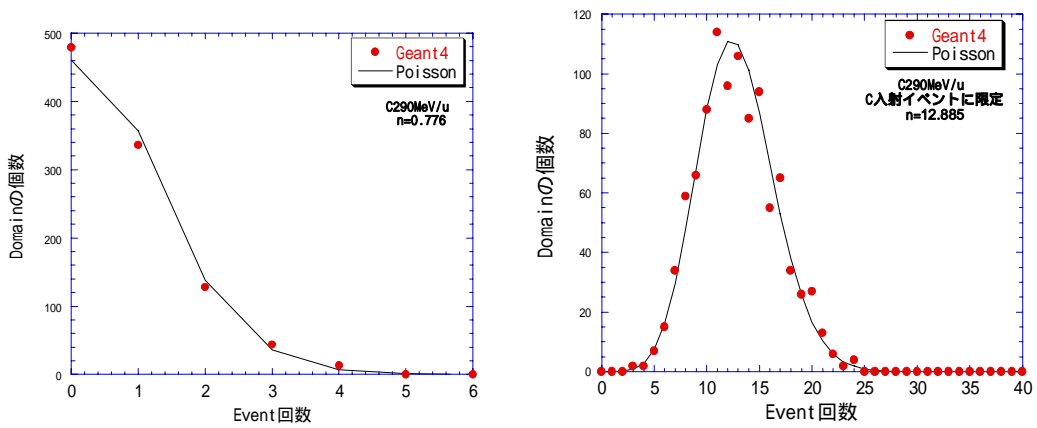 500
400
300
200
100
0
0 1 2 3 4 5 6
Domainの個数
Event回数
Geant4
Poisson
C290MeV/u
n=0.776
120
100
80
60
40
20
0
0 5 10 15 20 25 30 35 40
Domainの個数
Event回数
Geant4
Poisson
C290MeV/u
C入射イベントに限定
n=12.885